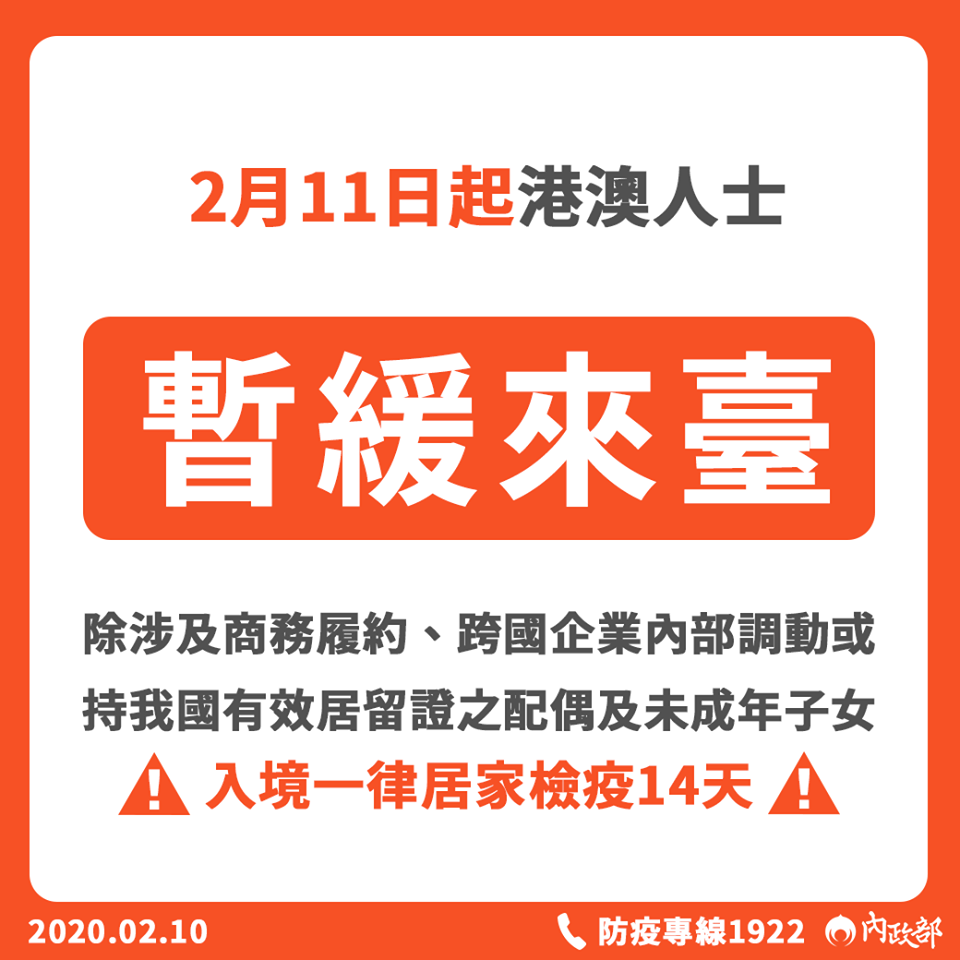 2月11日起港澳人士
暫緩來臺
除涉及商務履約、跨國企業內部調動或
持我國有效居留證之配偶及未成年子女
入境一律居家檢疫14天
2020.02.10
防疫專線1922
內政部